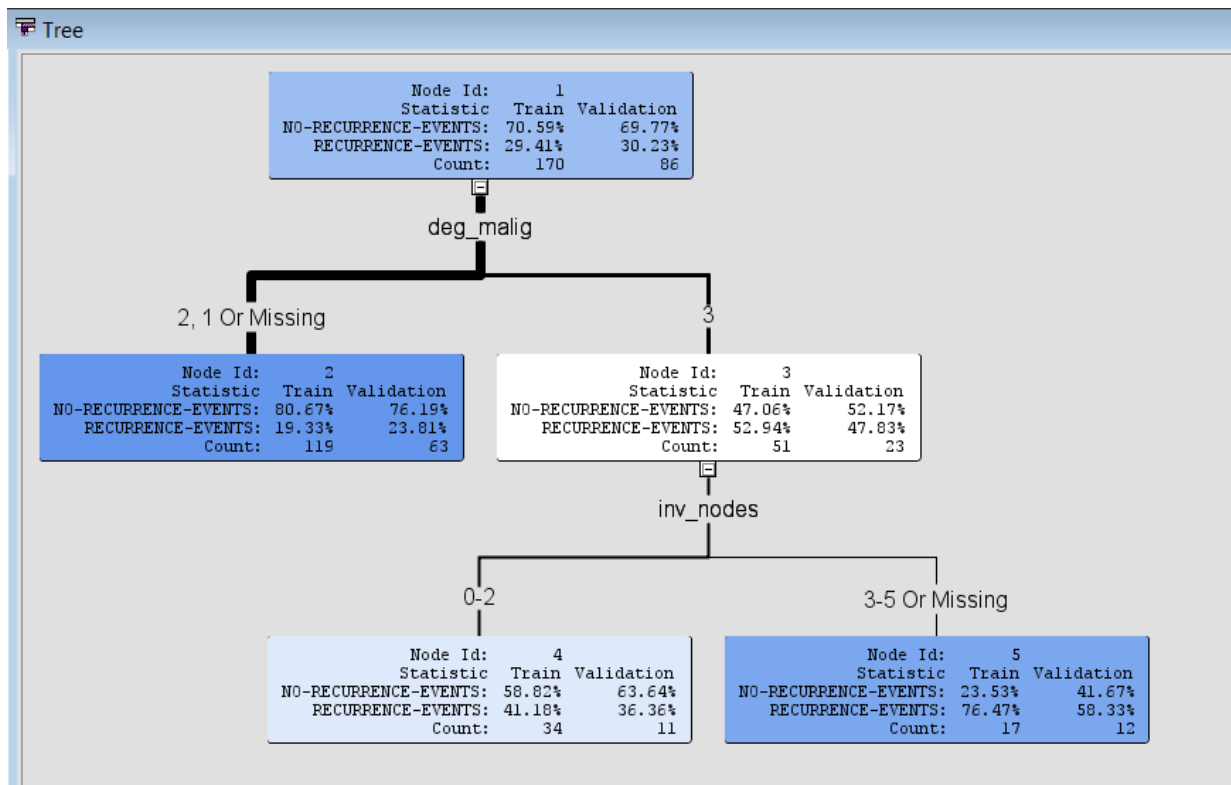 Tree
Node Id: 1
Statistic Train Validation
NO-RECURRENCE-EVENTS: 70.59% 69.77%
RECURRENCE-EVENTS: 29.41% 30.23%
Count: 170 86
deg_malig
2, 1 Or Missing
3
Node Id: 2
Statistic Train Validation
NO-RECURRENCE-EVENTS: 80.67% 76.19%
RECURRENCE-EVENTS: 19.33% 23.81%
Count: 119 63
Node Id: 3
Statistic Train Validation
NO-RECURRENCE-EVENTS: 47.06% 52.17%
RECURRENCE-EVENTS: 52.94% 47.83%
Count: 51 23
inv_nodes
0-2
3-5 Or Missing
Node Id: 4
Statistic Train Validation
NO-RECURRENCE-EVENTS: 58.82% 63.64%
RECURRENCE-EVENTS: 41.18% 36.36%
Count: 34 11
Node Id: 5
Statistic Train Validation
NO-RECURRENCE-EVENTS: 23.53% 41.67%
RECURRENCE-EVENTS: 76.47% 58.33%
Count: 17 12